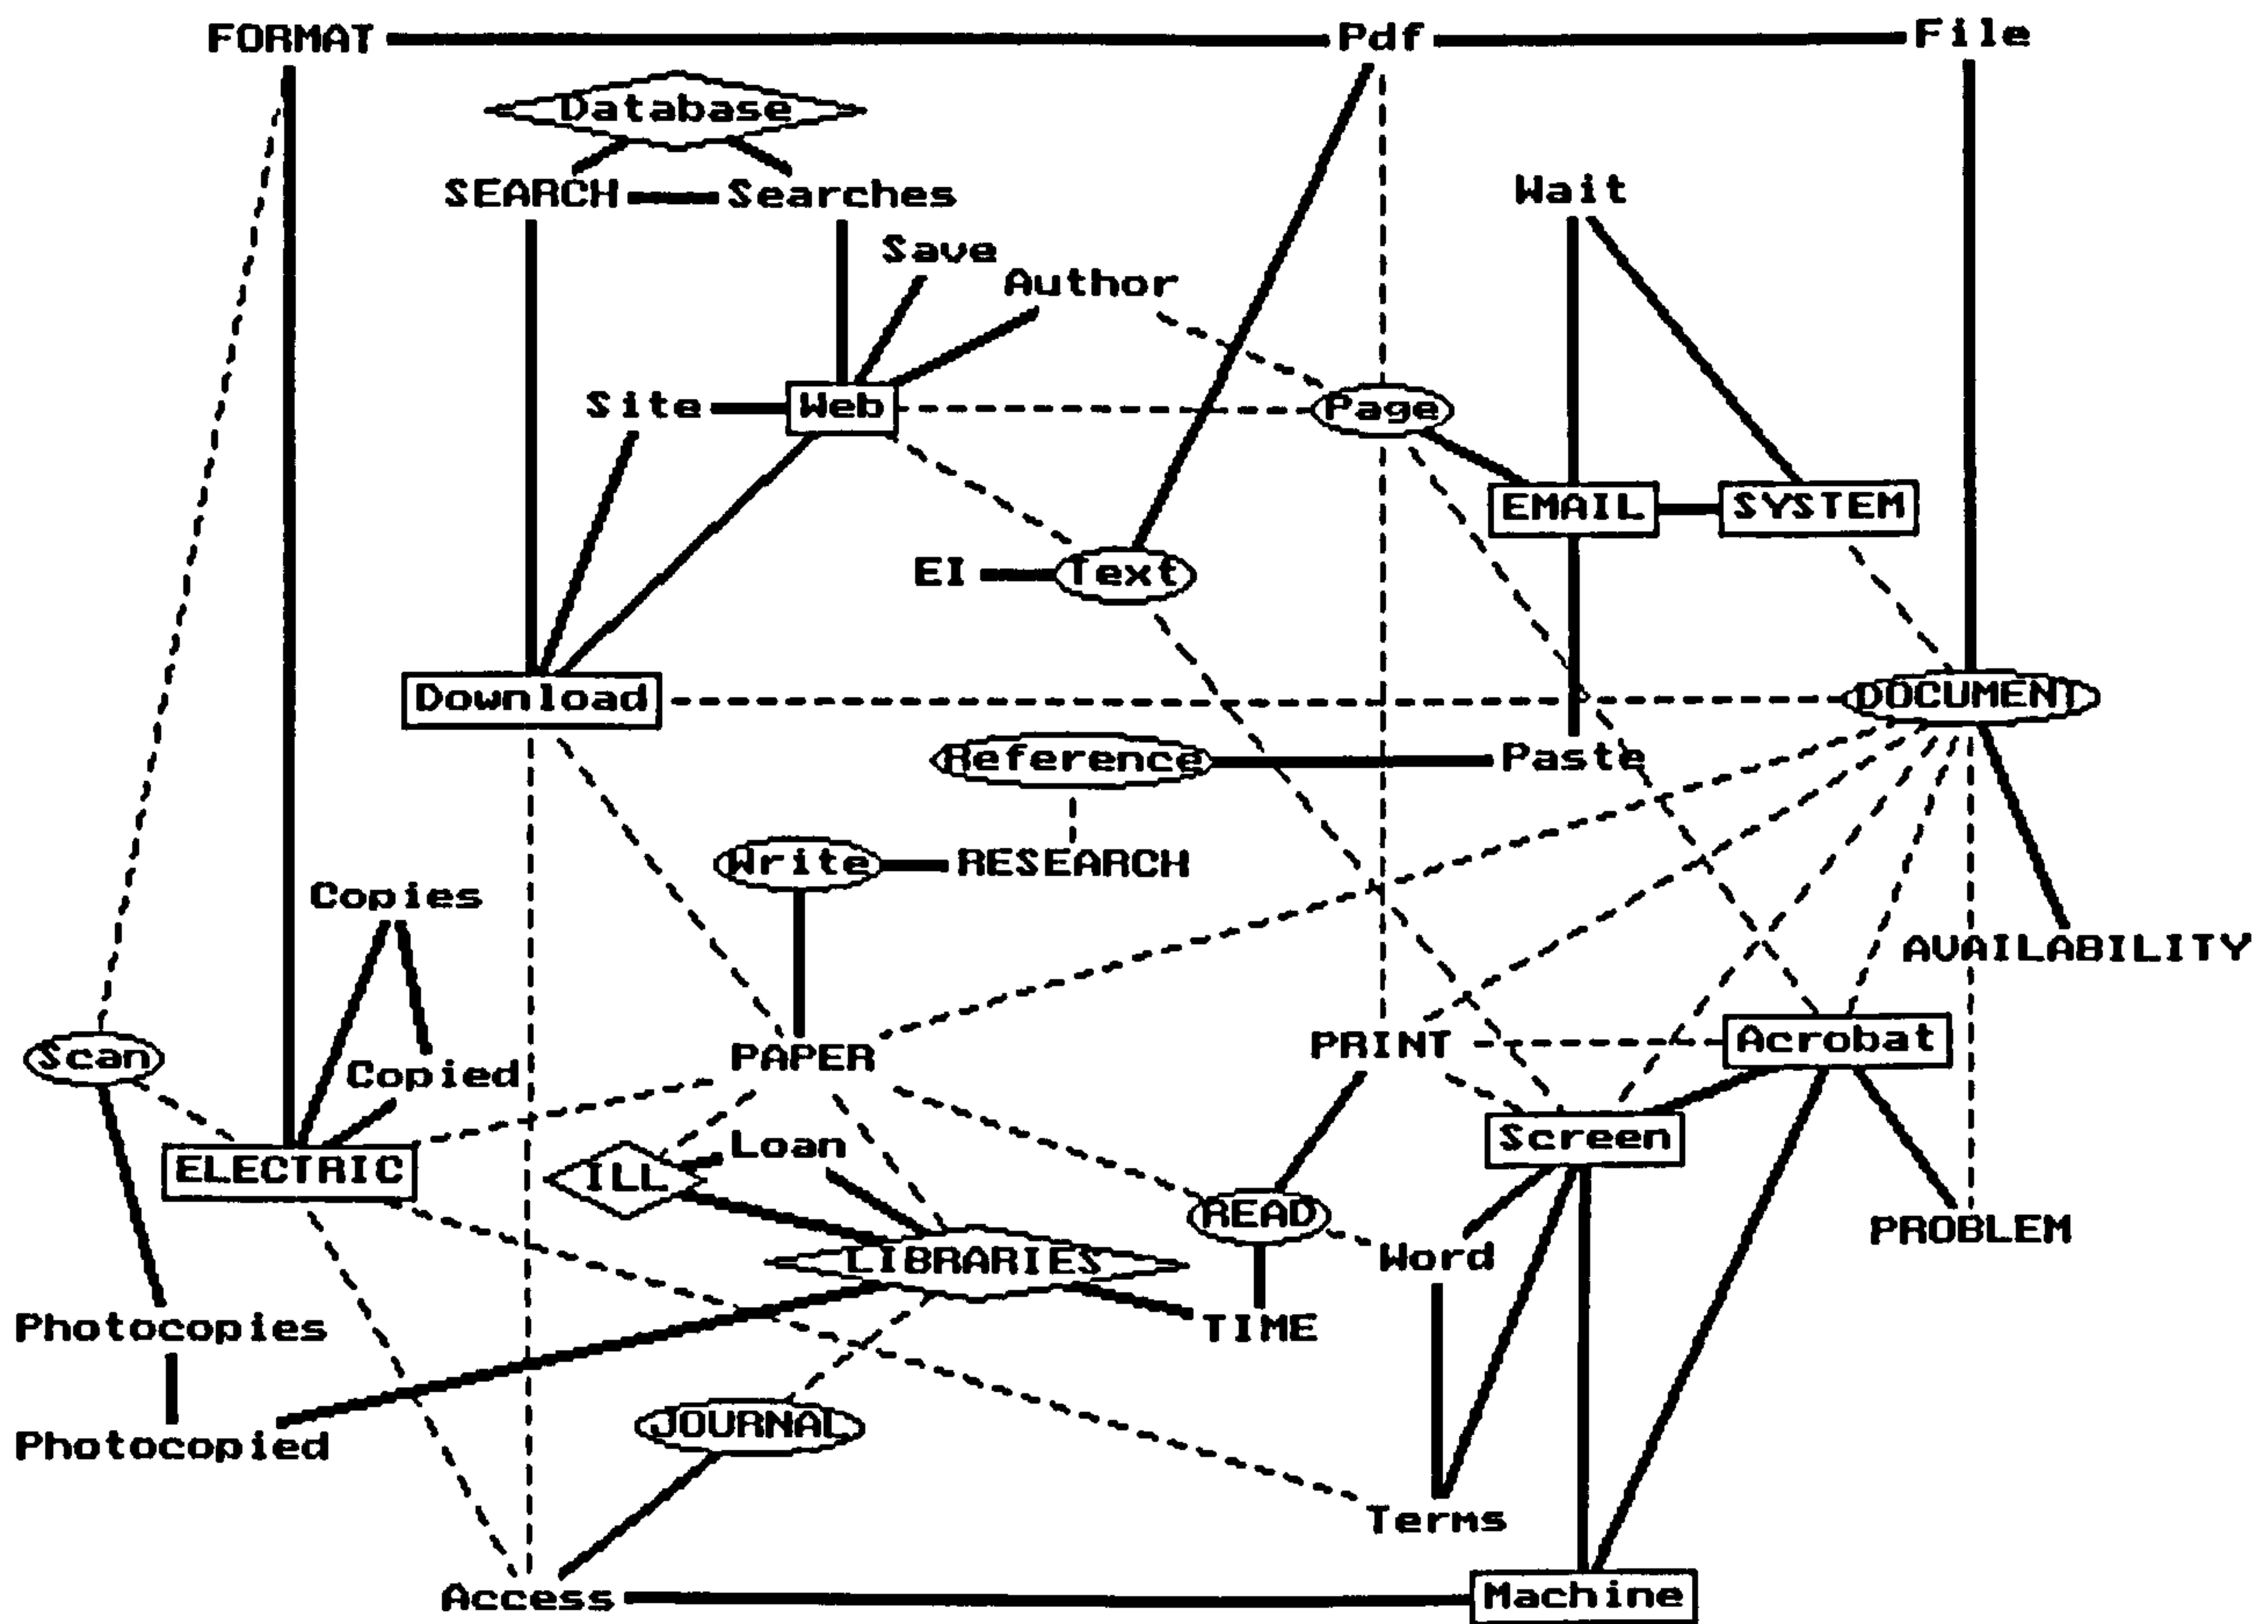 FORMAT
Pdf
File
Database
SEARCH
Searches
Wait
Save
Author
Site
Web
Page
EMAIL
SYSTEM
EI
Text
Download
DOCUMENT
Reference
Paste
Write
RESEARCH
Copies
AVAILABILITY
Scan
Copied
PAPER
PRINT
Acrobat
ELECTRIC
ILL
Loan
Screen
READ
Word
PROBLEM
LIBRARIES
Photocopies
TIME
Photocopied
JOURNAL
Terms
Access
Machine